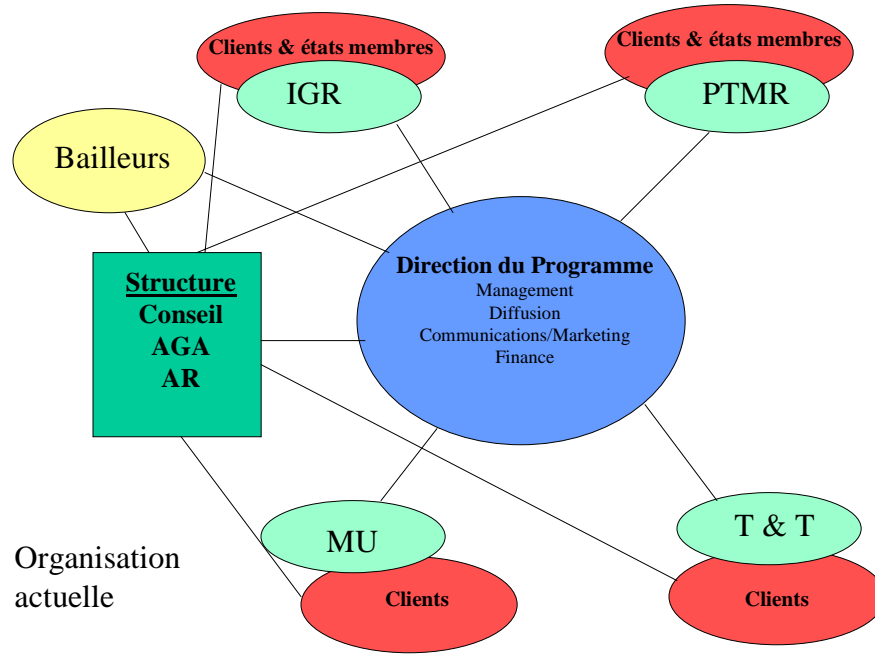 Clients & états membres
IGR
Clients & états membres
PTMR
Bailleurs
Structure
Conseil
AGA
AR
Direction du Programme
Management
Diffusion
Communications/Marketing
Finance
MU
Clients
T & T
Clients
Organisation
actuelle